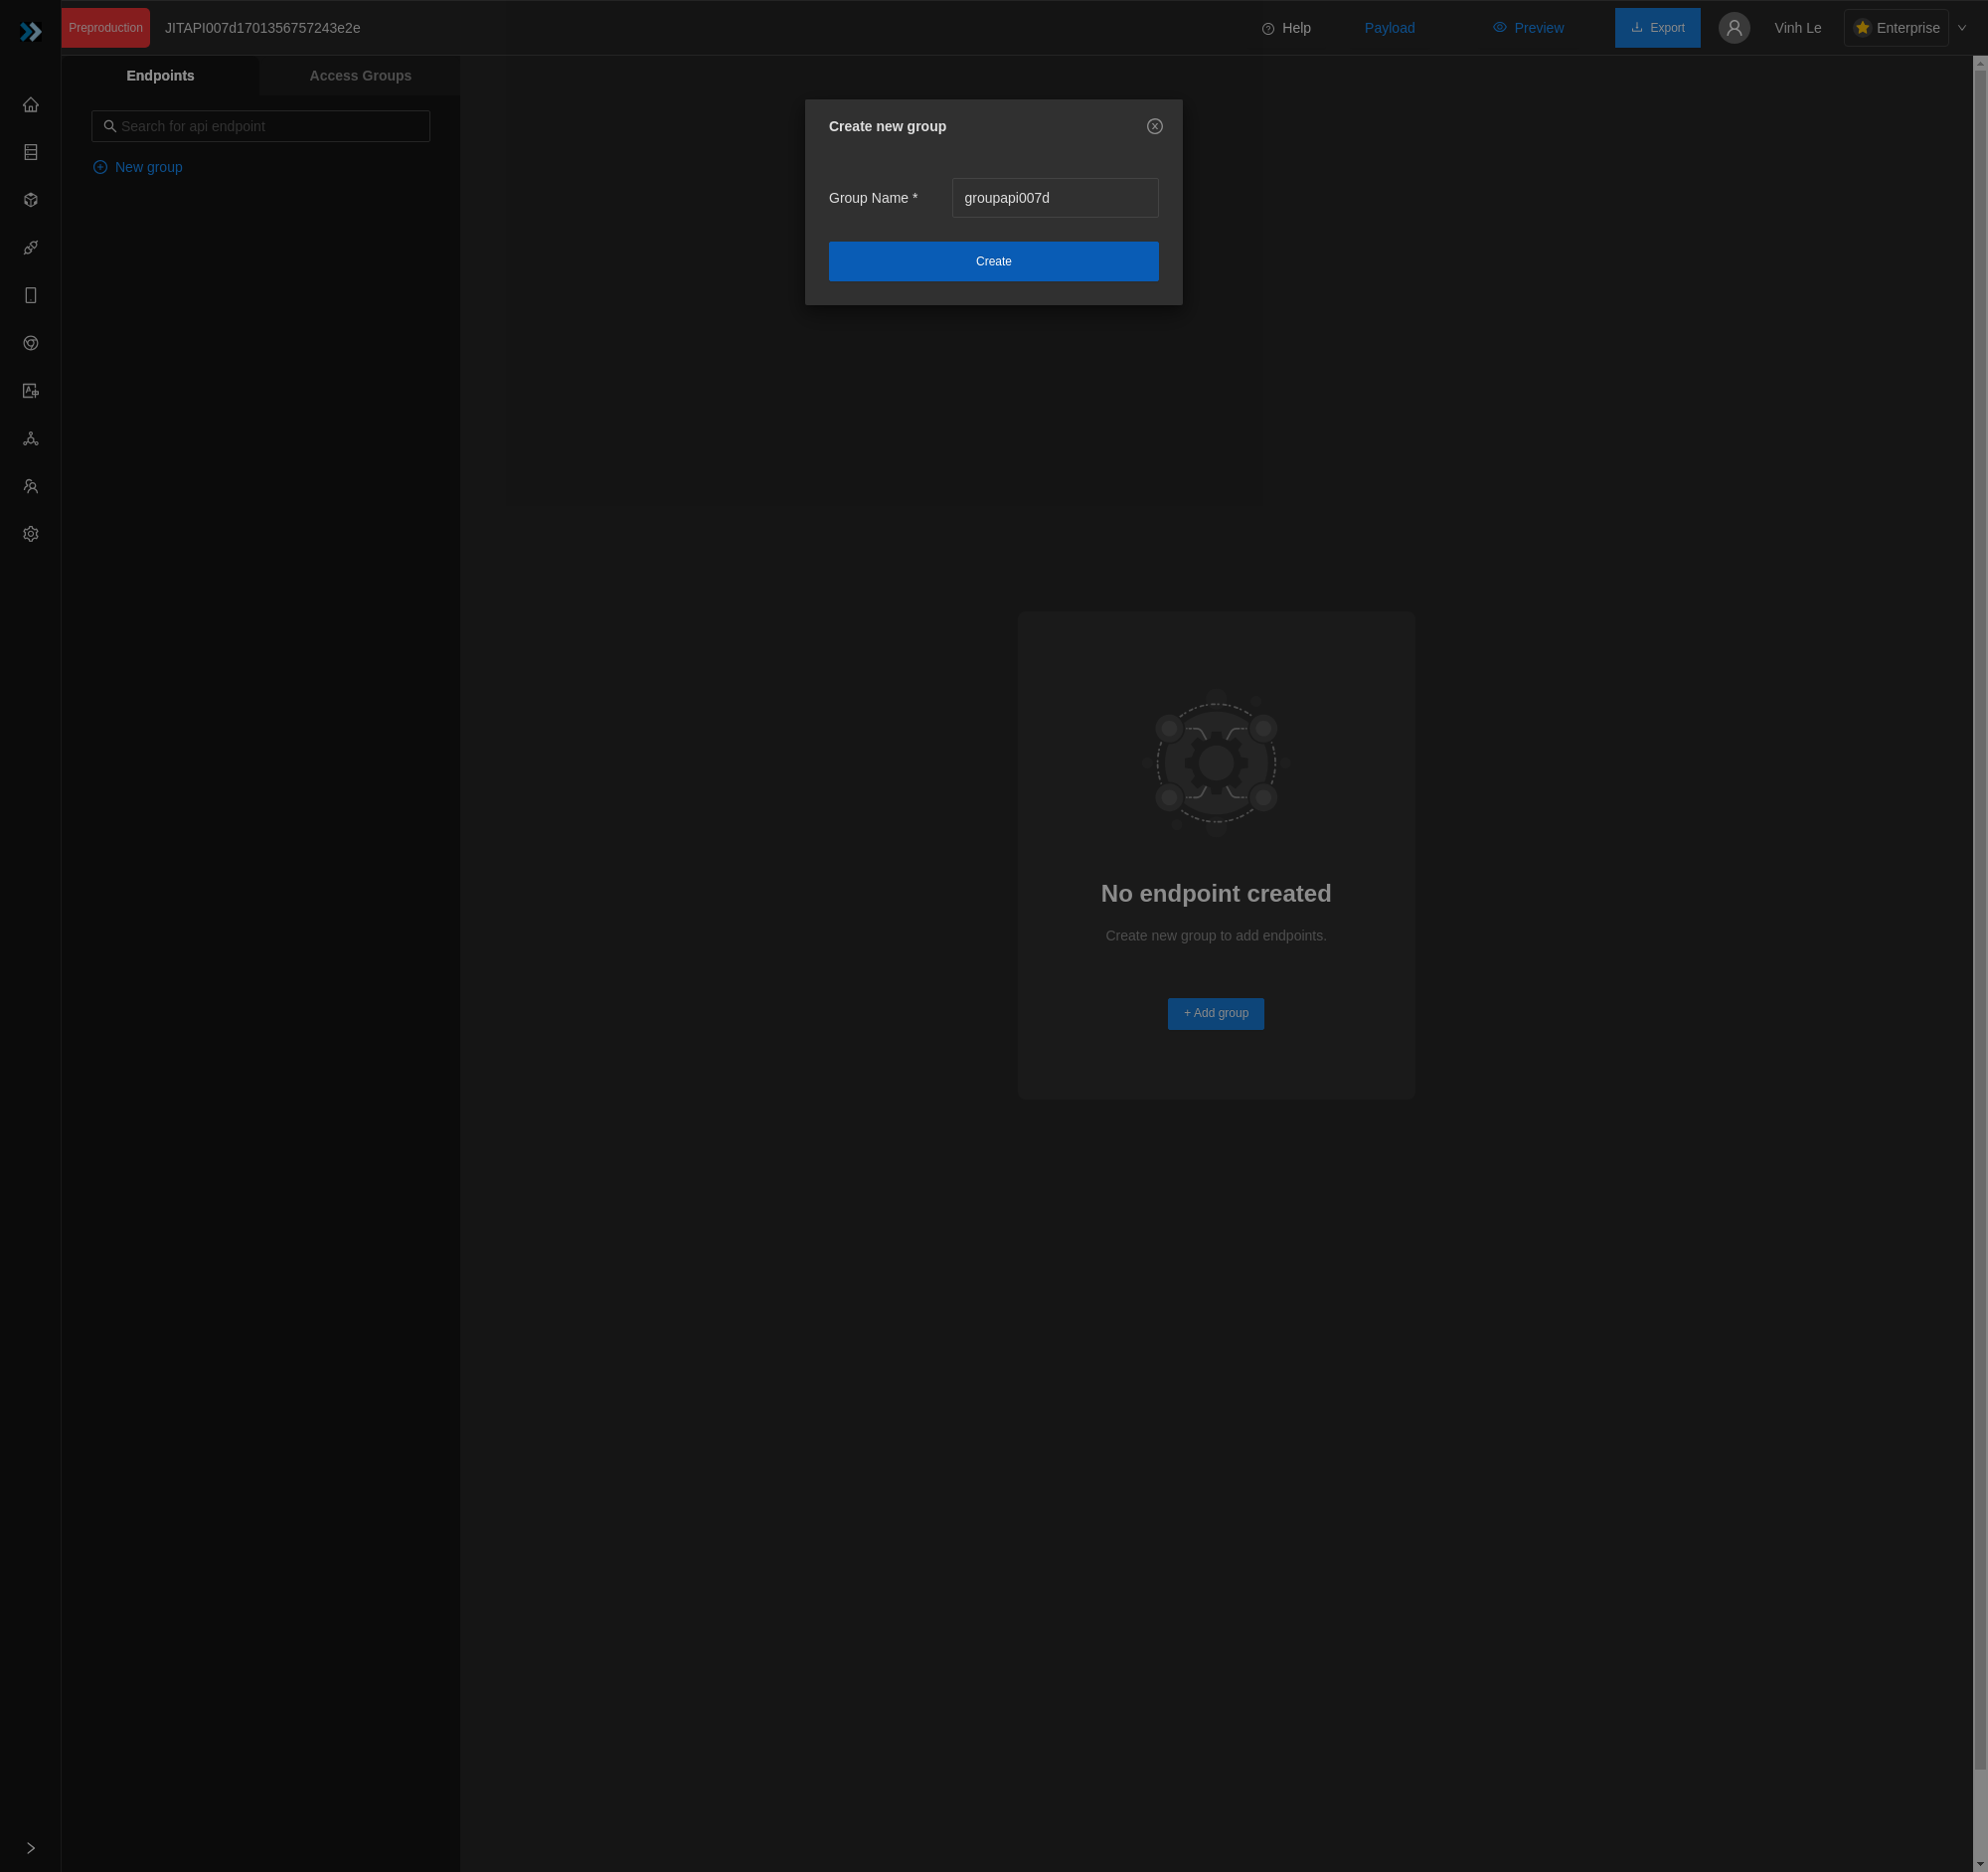 Preproduction
JITAPI007d1701356757243e2e
Help
Payload
Preview
Export
Vinh Le
Enterprise
Endpoints
Access Groups
Search for api endpoint
New group
Create new group
Group Name *
groupapi007d
Create
No endpoint created
Create new group to add endpoints.
+ Add group